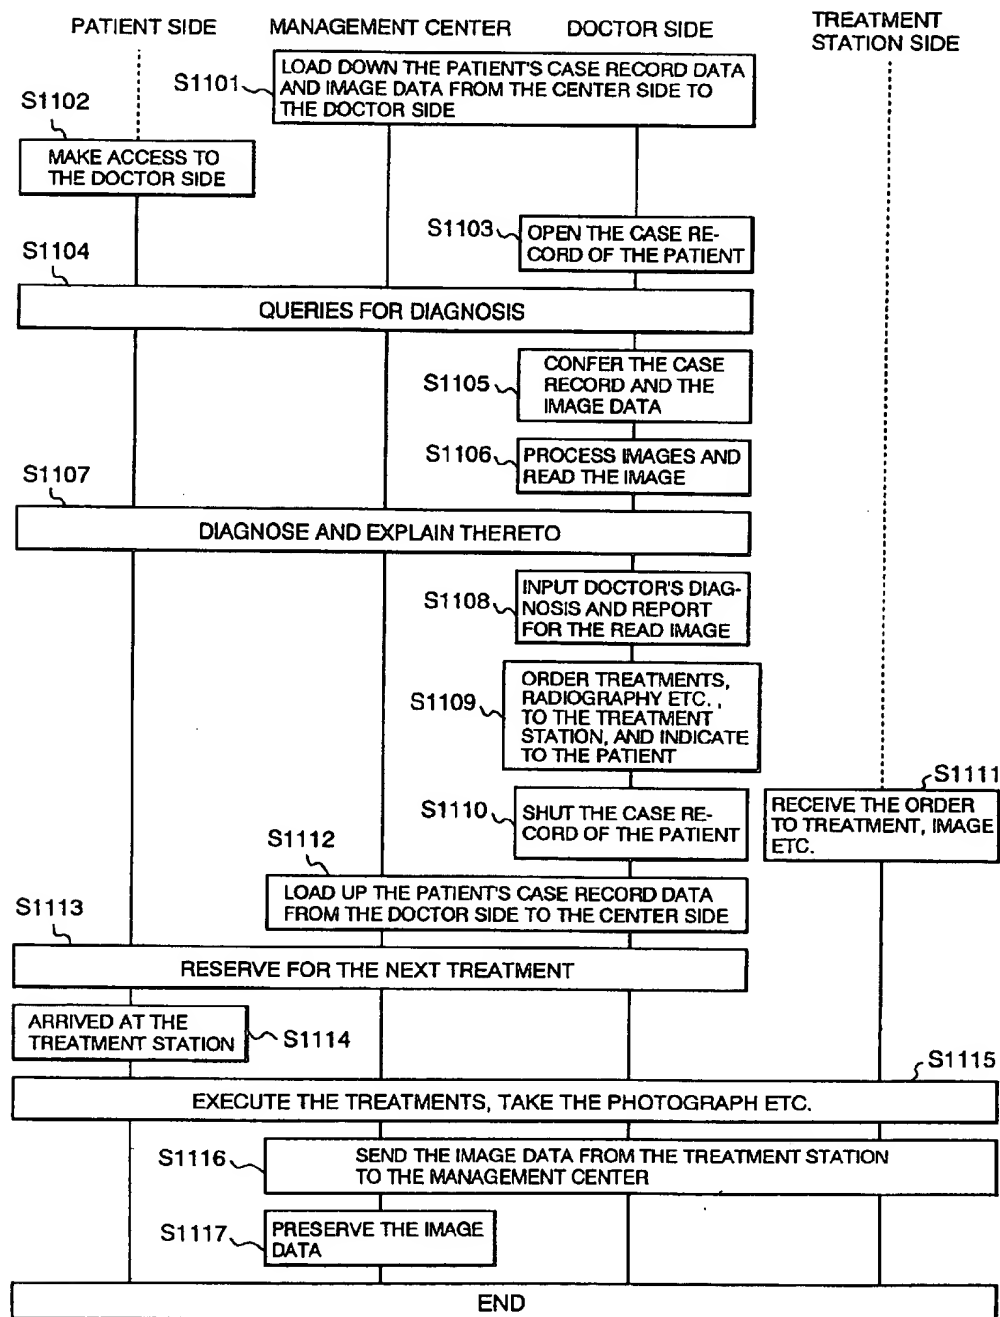 PATIENT SIDE
MANAGEMENT CENTER
DOCTOR SIDE
TREATMENT
STATION SIDE
S1101
LOAD DOWN THE PATIENT'S CASE RECORD DATA
AND IMAGE DATA FROM THE CENTER SIDE TO
THE DOCTOR SIDE
S1102
MAKE ACCESS TO
THE DOCTOR SIDE
S1103
OPEN THE CASE RE-
CORD OF THE PATIENT
S1104
QUERIES FOR DIAGNOSIS
S1105
CONFER THE CASE
RECORD AND THE
IMAGE DATA
S1106
PROCESS IMAGES AND
READ THE IMAGE
S1107
DIAGNOSE AND EXPLAIN THERETO
S1108
INPUT DOCTOR'S DIAG-
NOSIS AND REPORT
FOR THE READ IMAGE
S1109
ORDER TREATMENTS,
RADIOGRAPHY ETC.,
TO THE TREATMENT
STATION, AND INDICATE
TO THE PATIENT
S1110
SHUT THE CASE RE-
CORD OF THE PATIENT
S1111
RECEIVE THE ORDER
TO TREATMENT, IMAGE
ETC.
S1112
LOAD UP THE PATIENT'S CASE RECORD DATA
FROM THE DOCTOR SIDE TO THE CENTER SIDE
S1113
RESERVE FOR THE NEXT TREATMENT
ARRIVED AT THE
TREATMENT STATION
S1114
S1115
EXECUTE THE TREATMENTS, TAKE THE PHOTOGRAPH ETC.
S1116
SEND THE IMAGE DATA FROM THE TREATMENT STATION
TO THE MANAGEMENT CENTER
S1117
PRESERVE THE IMAGE
DATA
END